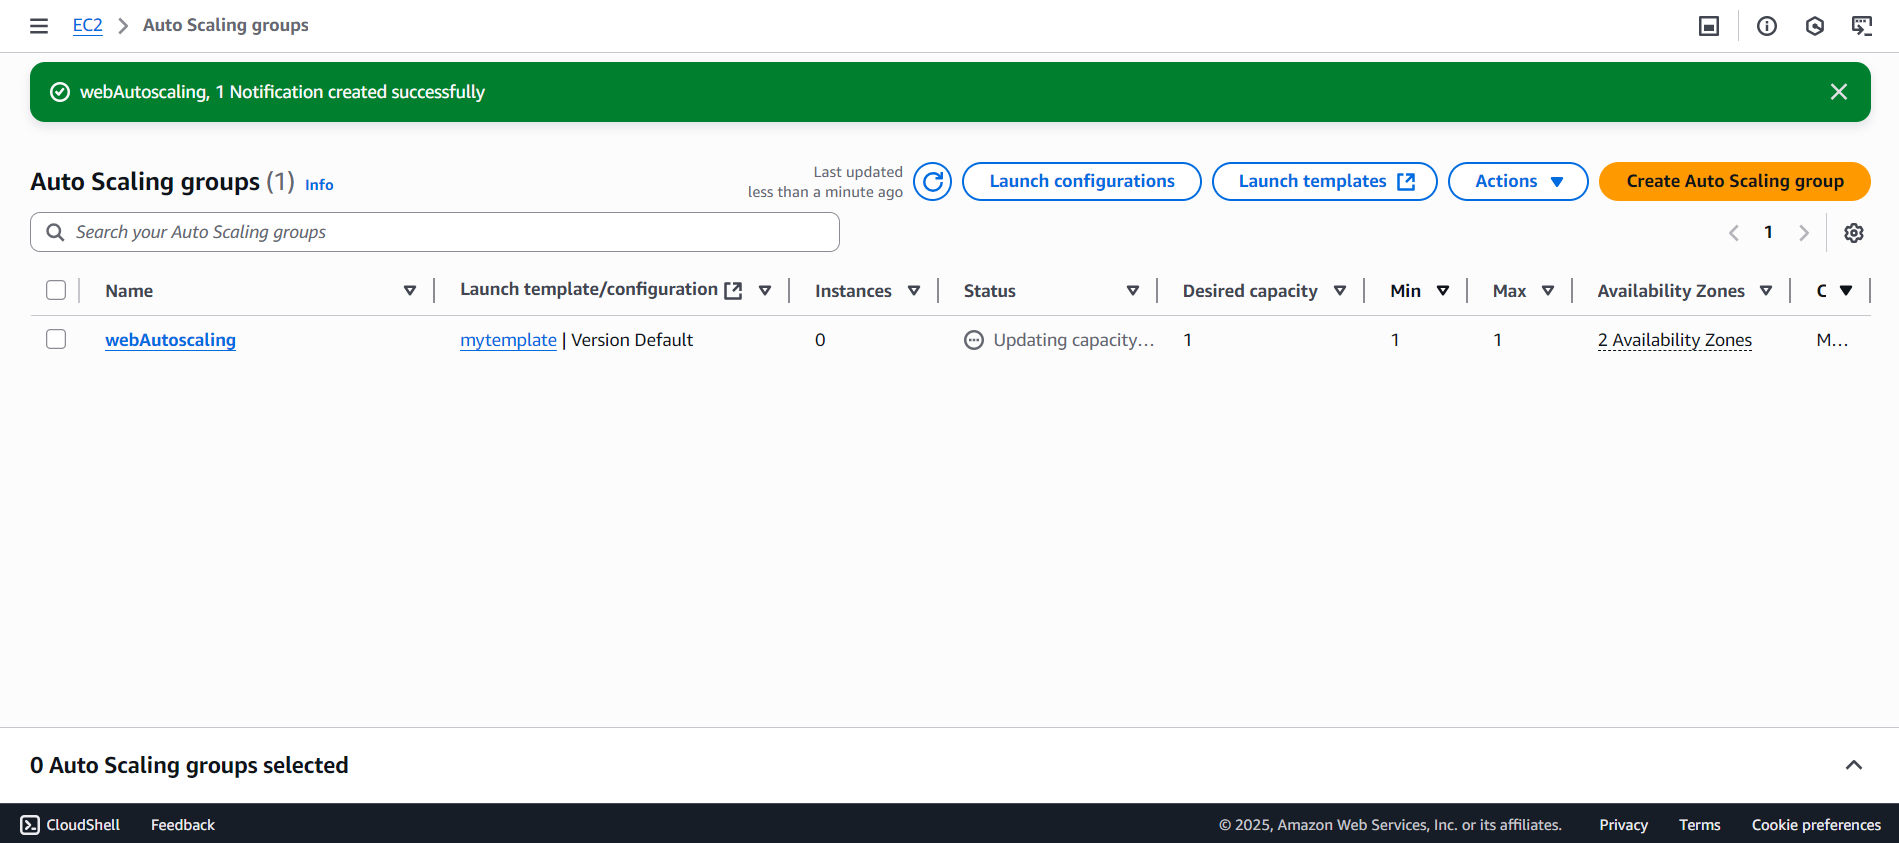 EC2 > Auto Scaling groups
webAutoscaling, 1 Notification created successfully
Auto Scaling groups (1) Info
Last updated
less than a minute ago
Launch configurations
Launch templates
Actions
Create Auto Scaling group
Search your Auto Scaling groups
1
Name Launch template/configuration Instances Status Desired capacity Min Max Availability Zones C
webAutoscaling mytemplate | Version Default 0 Updating capacity... 1 1 1 2 Availability Zones M...
0 Auto Scaling groups selected
CloudShell Feedback © 2025, Amazon Web Services, Inc. or its affiliates. Privacy Terms Cookie preferences